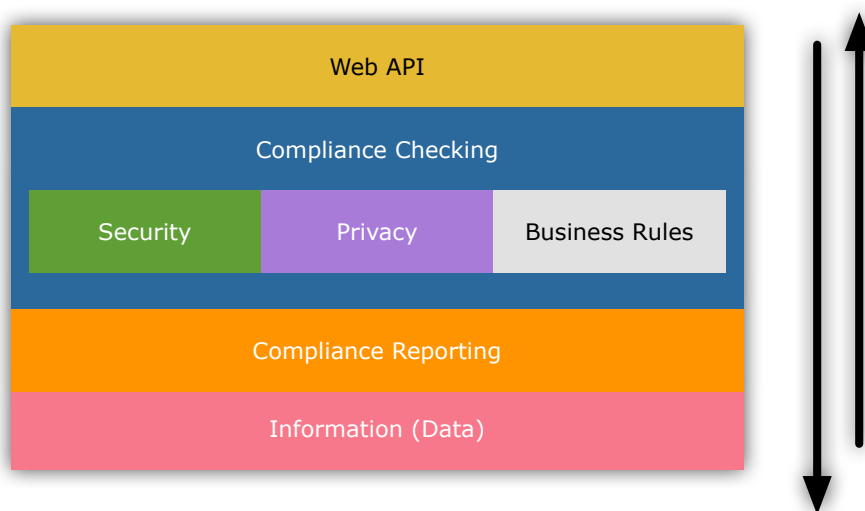 Web API
Compliance Checking
Security
Privacy
Business Rules
Compliance Reporting
Information (Data)